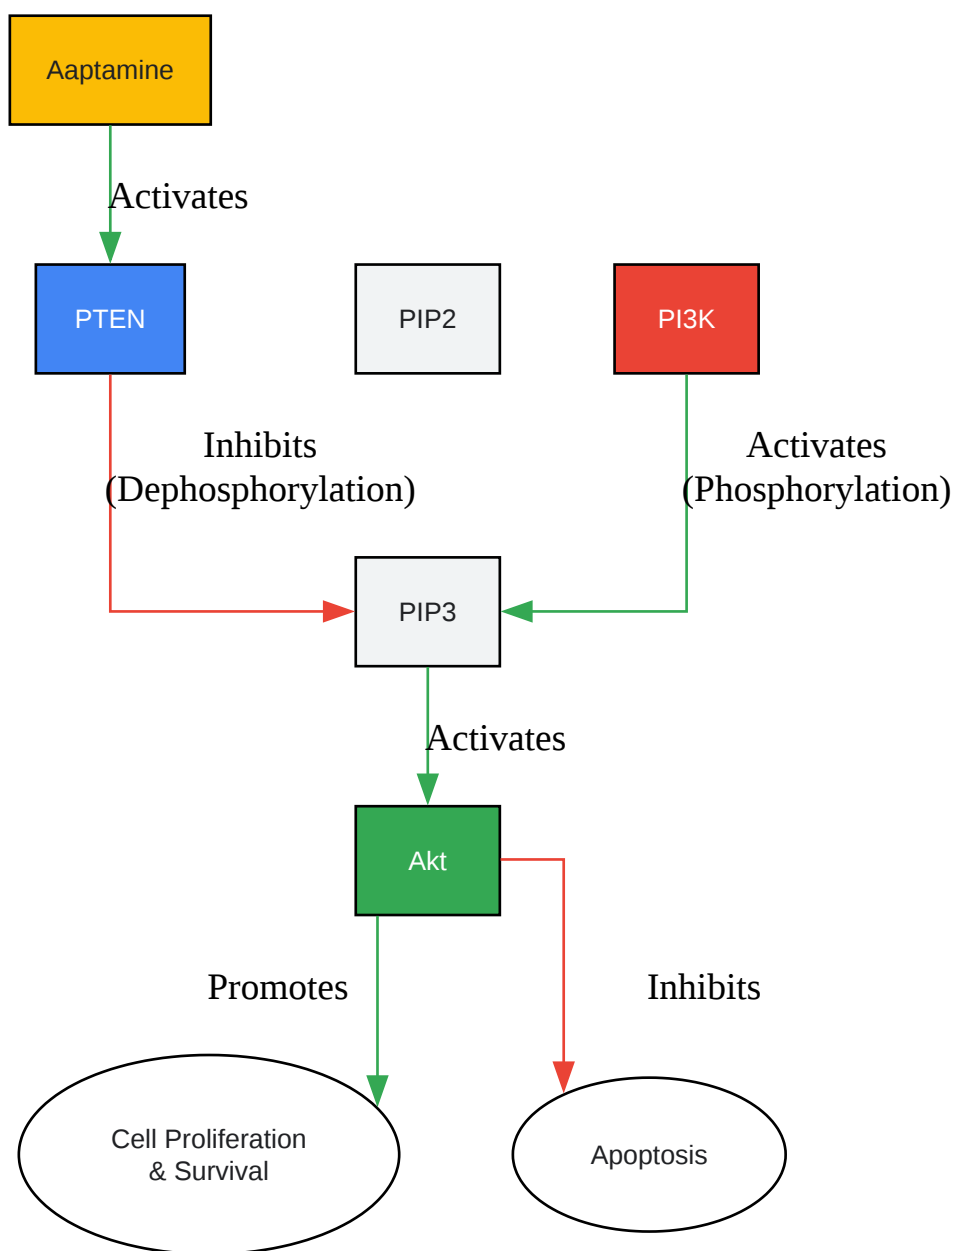 Aaptamine
Activates
PTEN
PIP2
PI3K
Inhibits
(Dephosphorylation)
Activates
(Phosphorylation)
PIP3
Activates
Akt
Promotes
Inhibits
Cell Proliferation
& Survival
Apoptosis